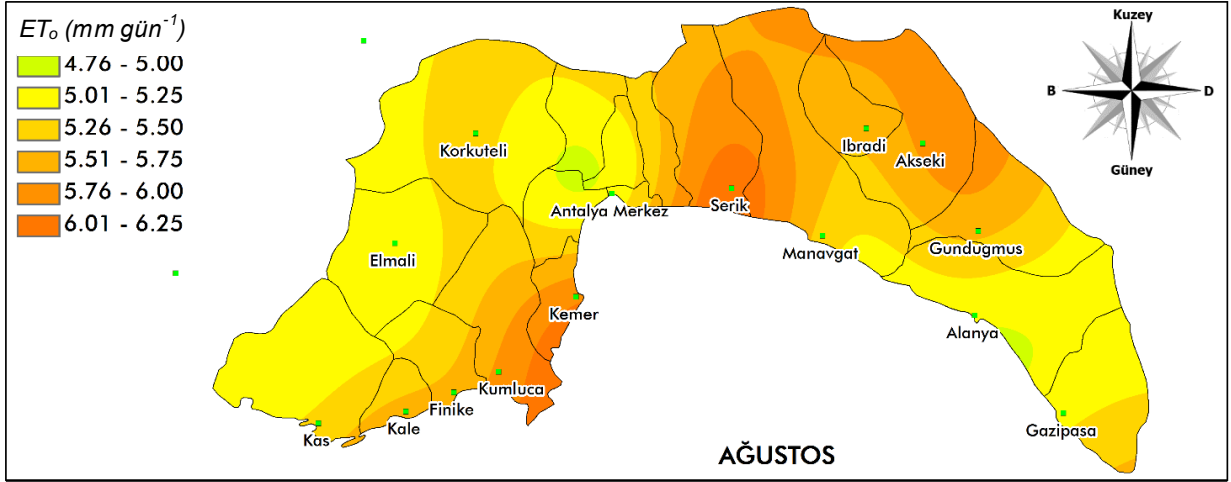 ETₒ (mm gün⁻¹)
4.76 - 5.00
5.01 - 5.25
5.26 - 5.50
5.51 - 5.75
5.76 - 6.00
6.01 - 6.25
Kuzey
B
D
Güney
Korkuteli
Ibradi
Akseki
Antalya Merkez
Serik
Elmali
Manavgat
Gundugmus
Kemer
Alanya
Kumluca
Finike
Kale
Kas
Gazipasa
AĞUSTOS